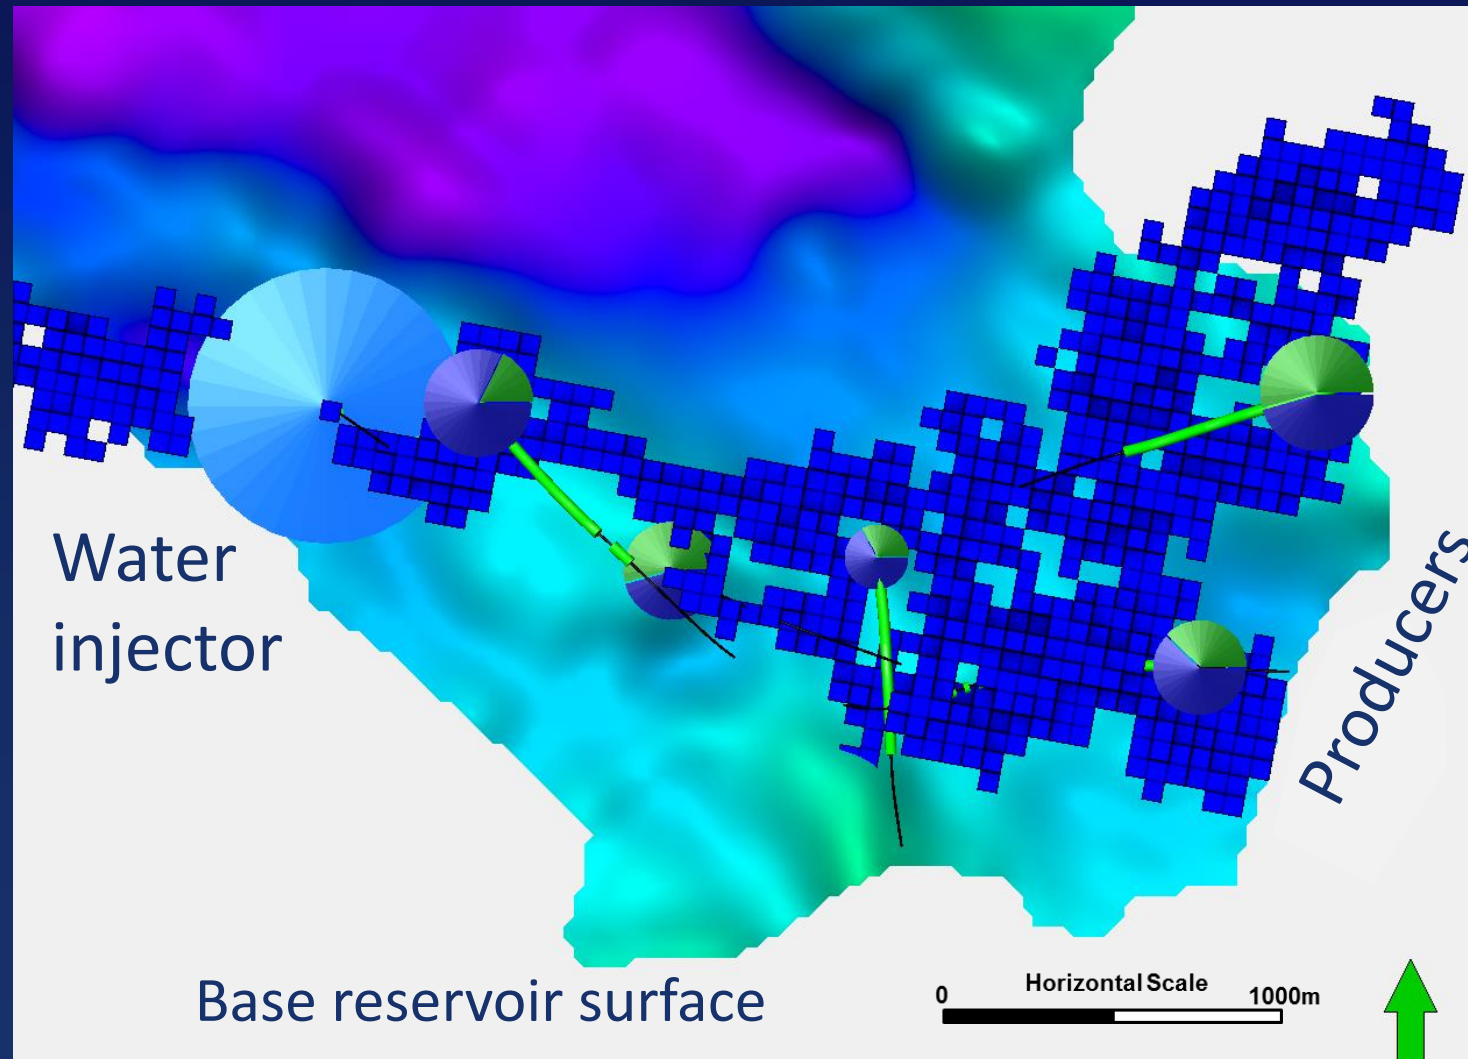 Water
injector
Producers
Base reservoir surface
Horizontal Scale
0 1000m